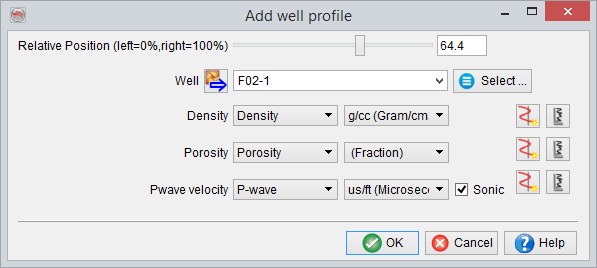 Add well profile
Relative Position (left=0%,right=100%) 64.4
Well F02-1 Select ...
Density Density g/cc (Gram/cm
Porosity Porosity (Fraction)
Pwave velocity P-wave us/ft (Microsec Sonic
OK Cancel Help